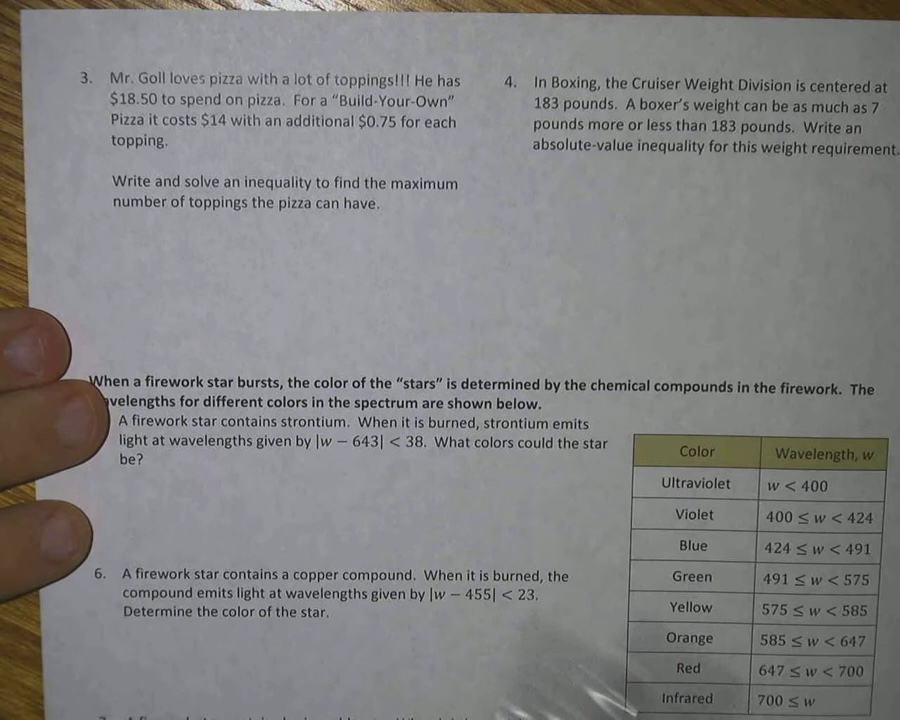 3. Mr. Goll loves pizza with a lot of toppings!!! He has
$18.50 to spend on pizza. For a "Build-Your-Own"
Pizza it costs $14 with an additional $0.75 for each
topping.
Write and solve an inequality to find the maximum
number of toppings the pizza can have.
4. In Boxing, the Cruiser Weight Division is centered at
183 pounds. A boxer's weight can be as much as 7
pounds more or less than 183 pounds. Write an
absolute-value inequality for this weight requirement.
When a firework star bursts, the color of the "stars" is determined by the chemical compounds in the firework. The
avelengths for different colors in the spectrum are shown below.
A firework star contains strontium. When it is burned, strontium emits
light at wavelengths given by |w − 643| < 38. What colors could the star
be?
6. A firework star contains a copper compound. When it is burned, the
compound emits light at wavelengths given by |w − 455| < 23.
Determine the color of the star.
Color Wavelength, w
Ultraviolet w < 400
Violet 400 ≤ w < 424
Blue 424 ≤ w < 491
Green 491 ≤ w < 575
Yellow 575 ≤ w < 585
Orange 585 ≤ w < 647
Red 647 ≤ w < 700
Infrared 700 ≤ w